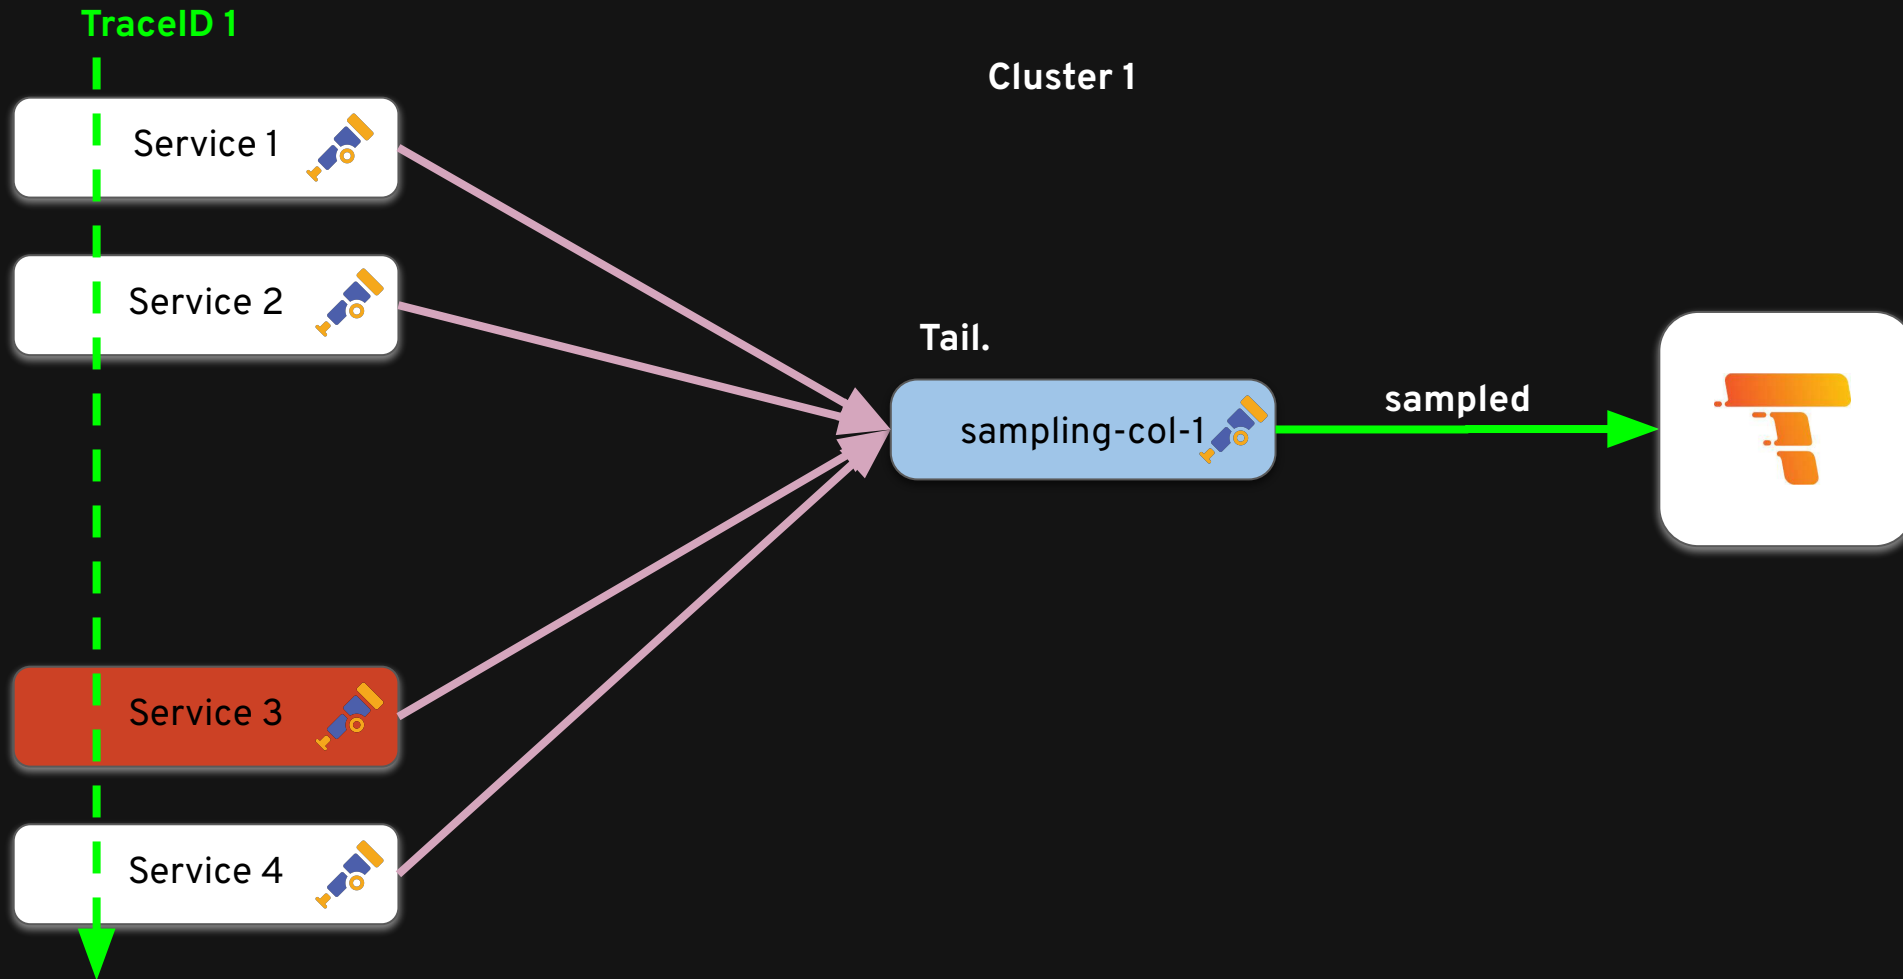 TraceID 1
Cluster 1
Service 1
Service 2
Tail.
sampling-col-1
sampled
Service 3
Service 4